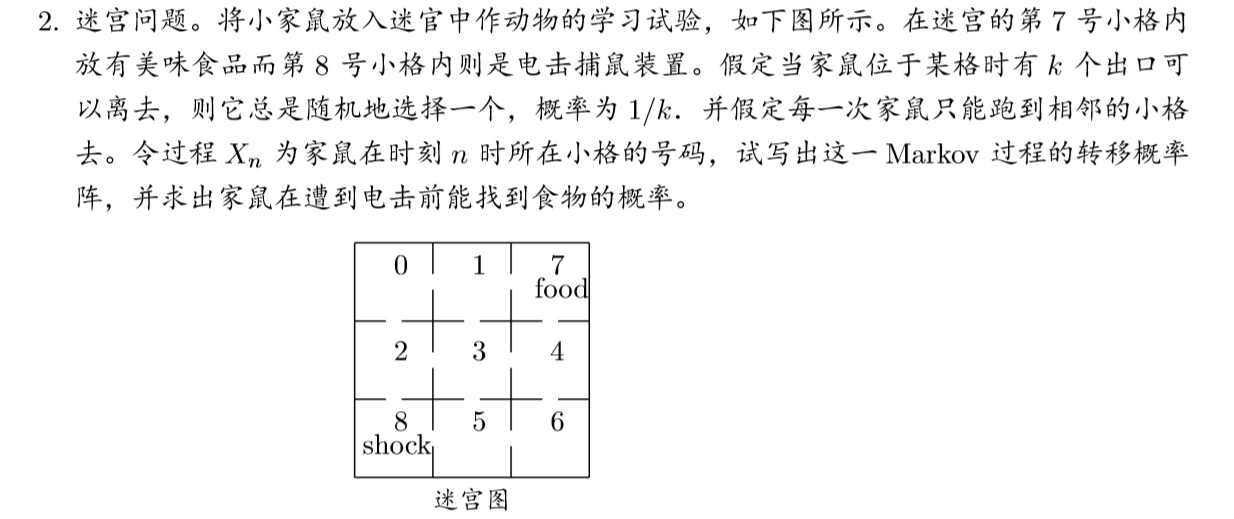 2. 迷宫问题。将小家鼠放入迷宫中作动物的学习试验，如下图所示。在迷宫的第 7 号小格内
放有美味食品而第 8 号小格内则是电击捕鼠装置。假定当家鼠位于某格时有 k 个出口可
以离去，则它总是随机地选择一个，概率为 1/k. 并假定每一次家鼠只能跑到相邻的小格
去。令过程 Xn 为家鼠在时刻 n 时所在小格的号码，试写出这一 Markov 过程的转移概率
阵，并求出家鼠在遭到电击前能找到食物的概率。
0 1 7
food
2 3 4
8 5 6
shock
迷宫图